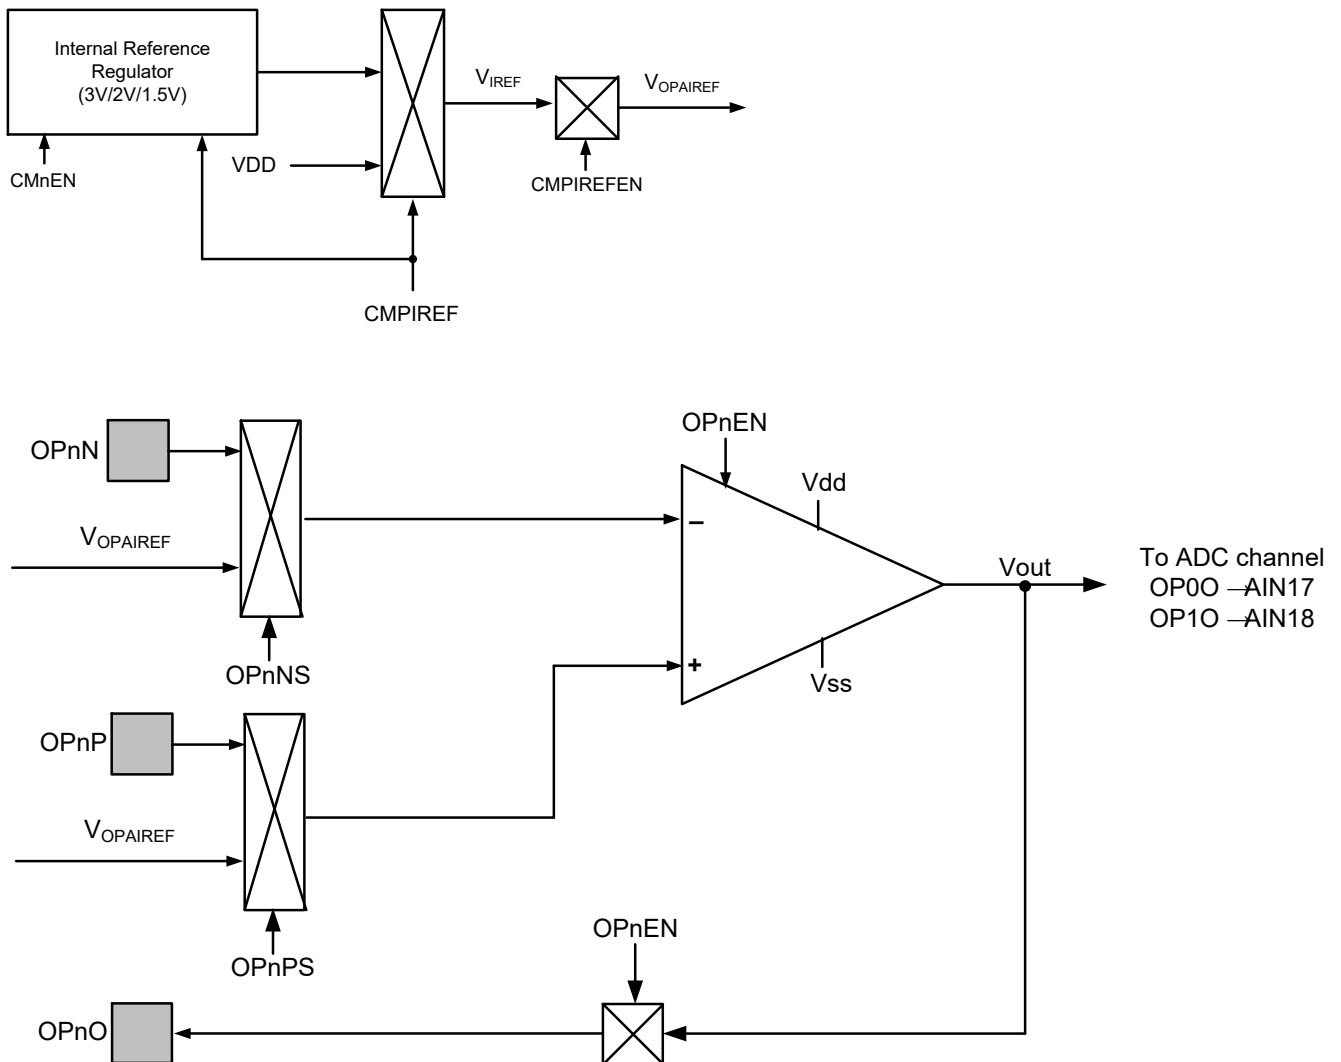 Internal Reference
Regulator
(3V/2V/1.5V)
CMnEN
VDD
VIREF
VOPAIREF
CMPIREFEN
CMPIREF
OPnN
VOPAIREF
OPnNS
OPnP
VOPAIREF
OPnPS
OPnEN
Vdd
–
+
Vss
Vout
To ADC channel
OP0O →AIN17
OP1O →AIN18
OPnEN
OPnO